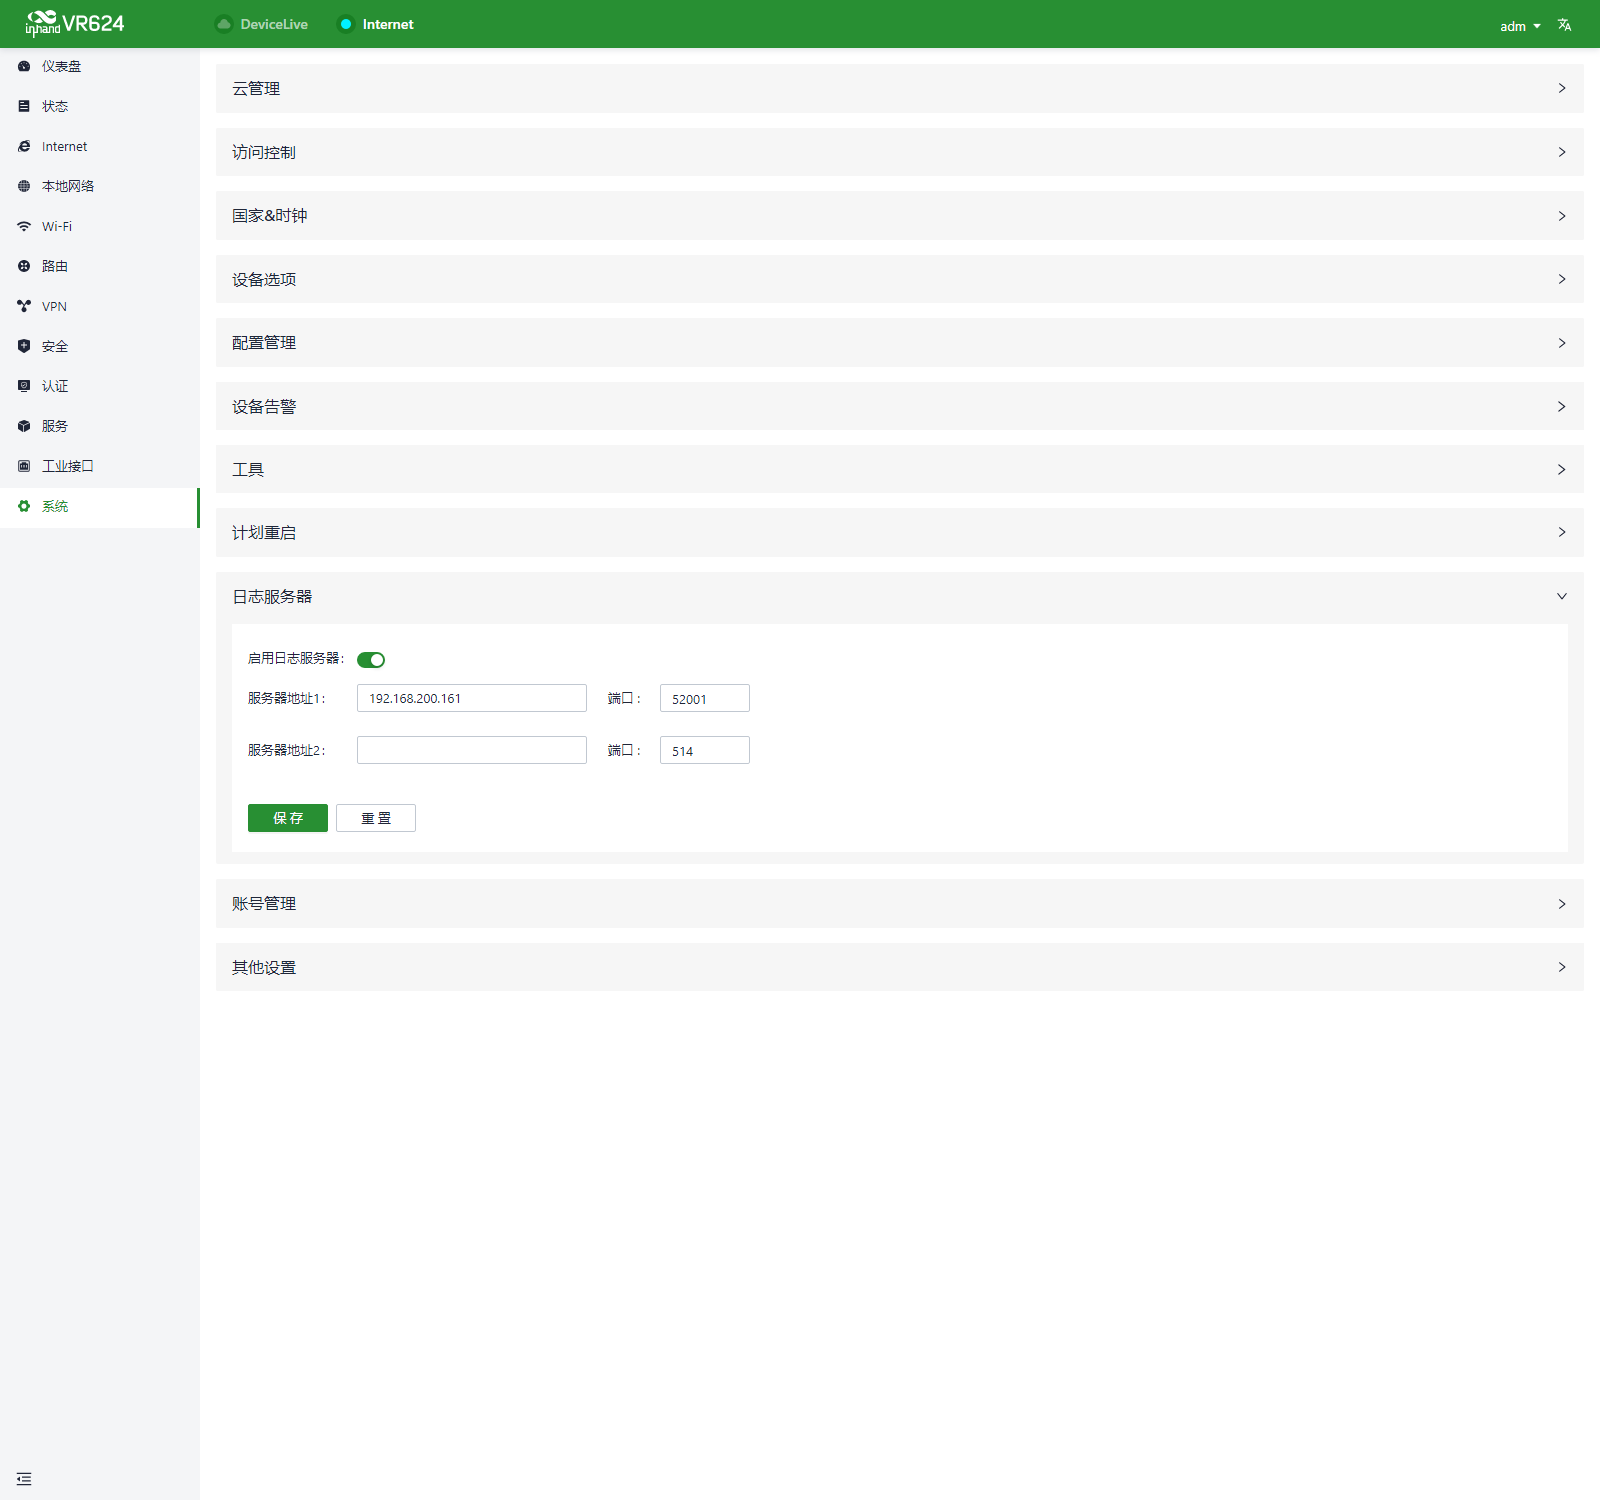 inhand VR624
DeviceLive
Internet
adm
仪表盘
状态
Internet
本地网络
Wi-Fi
路由
VPN
安全
认证
服务
工业接口
系统
云管理
访问控制
国家&时钟
设备选项
配置管理
设备告警
工具
计划重启
日志服务器
启用日志服务器：
服务器地址1： 192.168.200.161 端口： 52001
服务器地址2： 端口： 514
保存 重置
账号管理
其他设置